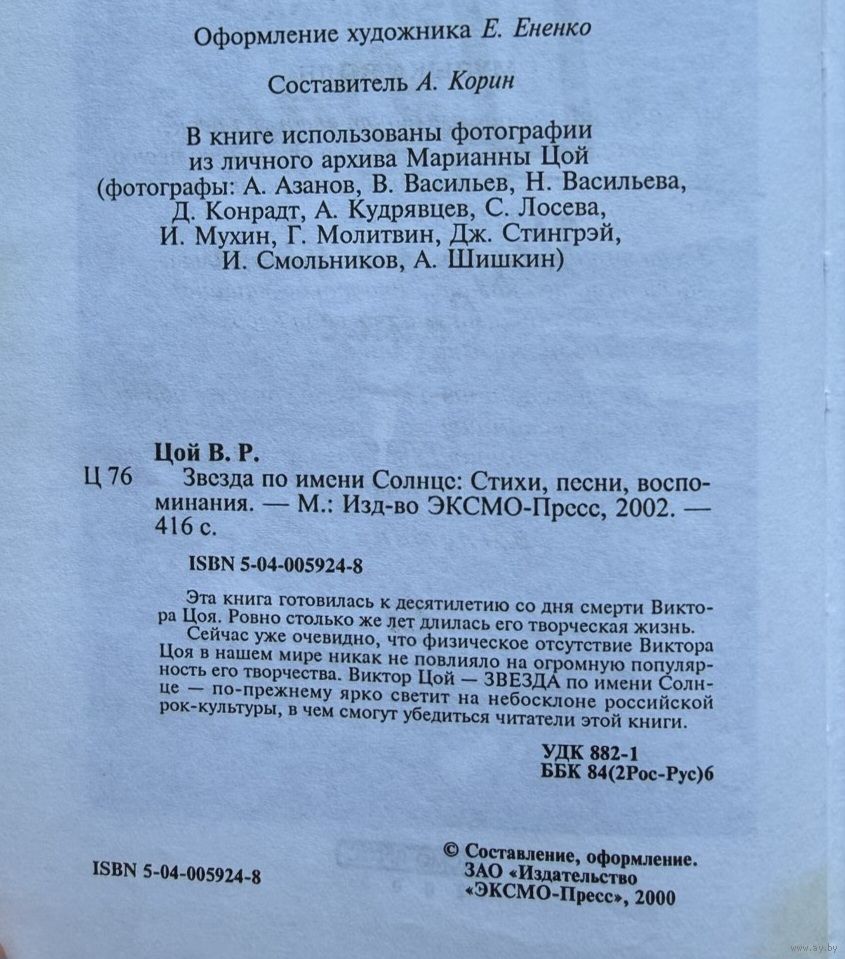 Оформление художника Е. Ененко
Составитель А. Корин
В книге использованы фотографии
из личного архива Марианны Цой
(фотографы: А. Азанов, В. Васильев, Н. Васильева,
Д. Конрадт, А. Кудрявцев, С. Лосева,
И. Мухин, Г. Молитвин, Дж. Стингрэй,
И. Смольников, А. Шишкин)
Цой В. Р.
Ц 76 Звезда по имени Солнце: Стихи, песни, воспо-
минания. — М.: Изд-во ЭКСМО-Пресс, 2002. —
416 с.
ISBN 5-04-005924-8
Эта книга готовилась к десятилетию со дня смерти Викто-
ра Цоя. Ровно столько же лет длилась его творческая жизнь.
Сейчас уже очевидно, что физическое отсутствие Виктора
Цоя в нашем мире никак не повлияло на огромную популяр-
ность его творчества. Виктор Цой — ЗВЕЗДА по имени Солн-
це — по-прежнему ярко светит на небосклоне российской
рок-культуры, в чем смогут убедиться читатели этой книги.
УДК 882-1
ББК 84(2Рос-Рус)6
ISBN 5-04-005924-8
© Составление, оформление.
ЗАО «Издательство
«ЭКСМО-Пресс», 2000
www.ay.by